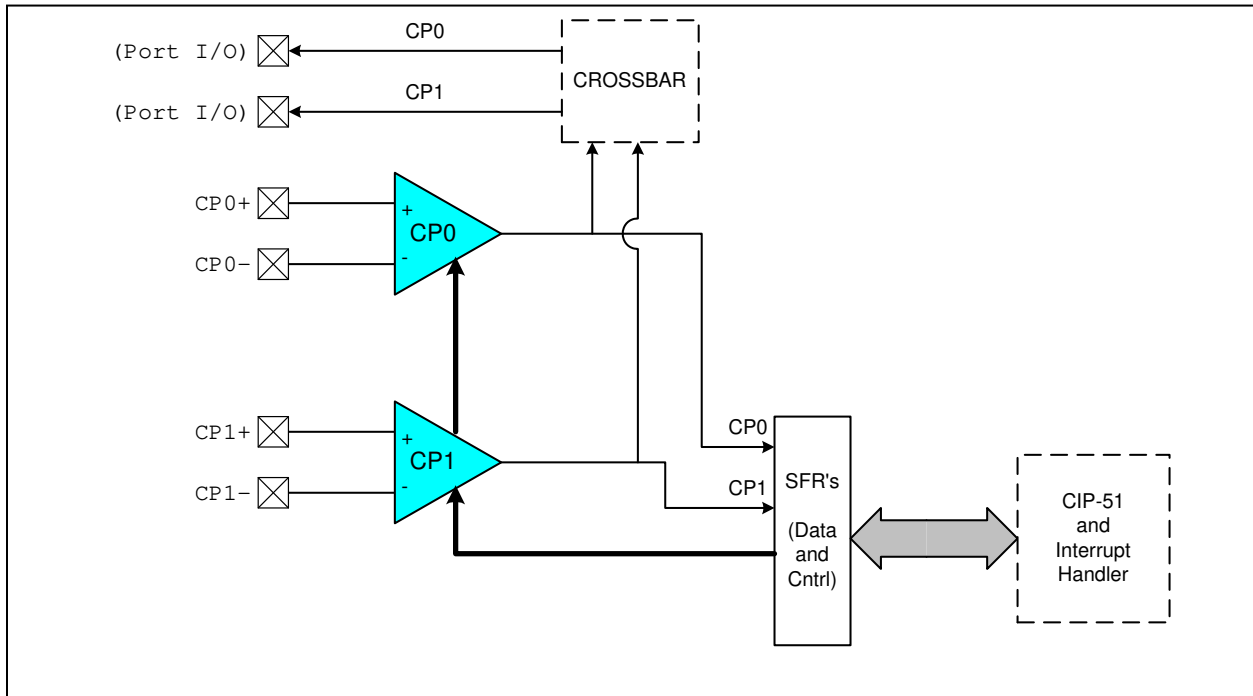 CP0
(Port I/O)
CROSSBAR
CP1
(Port I/O)
CP0+
+
CP0
CP0-
-
CP1+
+
CP0
CP1
CP1
SFR's
CP1-
-
(Data
and
Cntrl)
CIP-51
and
Interrupt
Handler